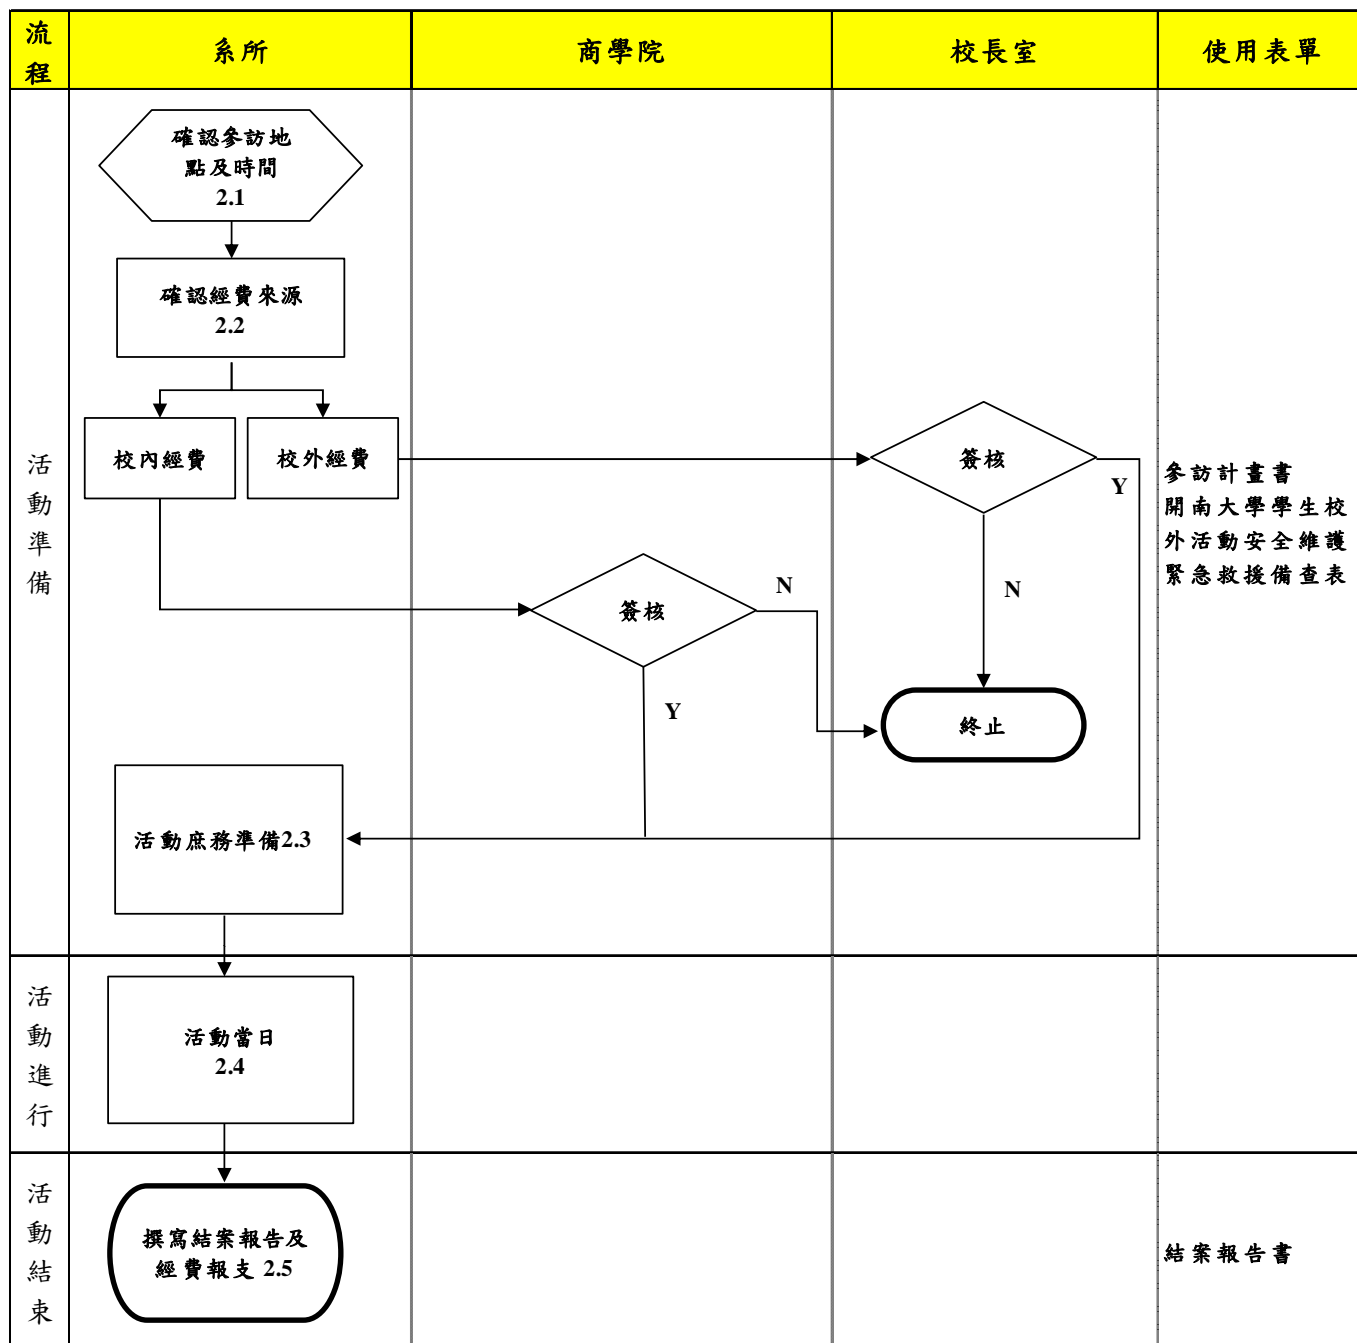 流程
系所
商學院
校長室
使用表單
活動準備
確認參訪地
點及時間
2.1
確認經費來源
2.2
校內經費
校外經費
簽核
Y
N
簽核
N
Y
終止
參訪計畫書
開南大學學生校
外活動安全維護
緊急救援備查表
活動庶務準備2.3
活動進行
活動當日
2.4
活動結束
撰寫結案報告及
經費報支 2.5
結案報告書